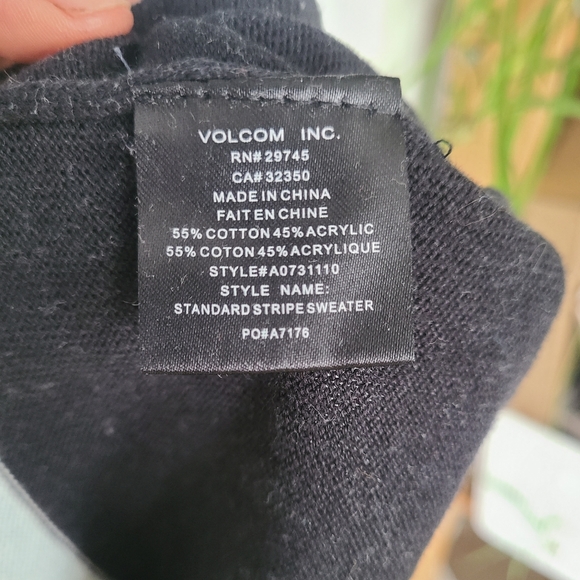 VOLCOM INC.
RN# 29745
CA# 32350
MADE IN CHINA
FAIT EN CHINE
55% COTTON 45% ACRYLIC
55% COTON 45% ACRYLIQUE
STYLE#A0731110
STYLE NAME:
STANDARD STRIPE SWEATER
PO#A7176